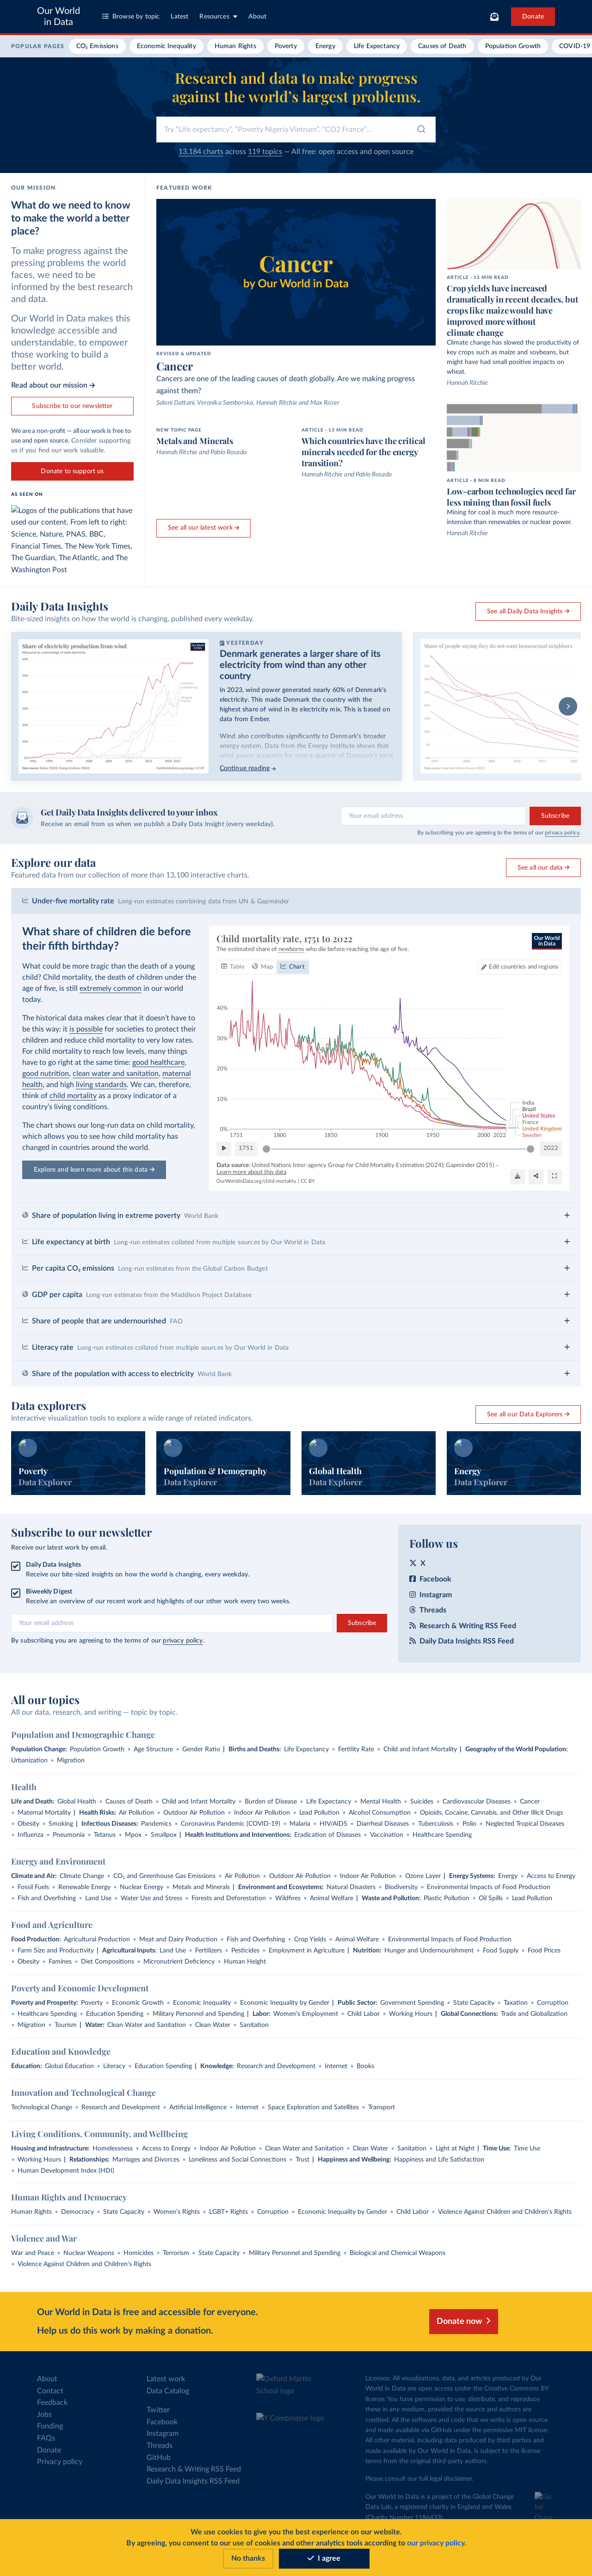 Our World
in Data
Browse by topic
Latest
Resources
About
Donate
POPULAR PAGES
CO₂ Emissions
Economic Inequality
Human Rights
Poverty
Energy
Life Expectancy
Causes of Death
Population Growth
COVID-19
Research and data to make progress
against the world's largest problems.
Try "Life expectancy", "Poverty Nigeria Vietnam", "CO2 France"...
13,184 charts across 119 topics — All free: open access and open source
OUR MISSION
What do we need to know
to make the world a better
place?
To make progress against the
pressing problems the world
faces, we need to be
informed by the best research
and data.
Our World in Data makes this
knowledge accessible and
understandable, to empower
those working to build a
better world.
Read about our mission →
Subscribe to our newsletter
We are a non-profit — all our work is free to
use and open source. Consider supporting
us if you find our work valuable.
Donate to support us
AS SEEN ON
Logos of the publications that have
used our content. From left to right:
Science, Nature, PNAS, BBC,
Financial Times, The New York Times,
The Guardian, The Atlantic, and The
Washington Post
FEATURED WORK
Cancer
by Our World in Data
REVISED & UPDATED
Cancer
Cancers are one of the leading causes of death globally. Are we making progress
against them?
Saloni Dattani, Veronika Samborska, Hannah Ritchie and Max Roser
NEW TOPIC PAGE
Metals and Minerals
Hannah Ritchie and Pablo Rosado
ARTICLE - 13 MIN READ
Which countries have the critical
minerals needed for the energy
transition?
Hannah Ritchie and Pablo Rosado
See all our latest work →
ARTICLE - 12 MIN READ
Crop yields have increased
dramatically in recent decades, but
crops like maize would have
improved more without
climate change
Climate change has slowed the productivity of
key crops such as maize and soybeans, but
might have had small positive impacts on
wheat.
Hannah Ritchie
ARTICLE - 8 MIN READ
Low-carbon technologies need far
less mining than fossil fuels
Mining for coal is much more resource-
intensive than renewables or nuclear power.
Hannah Ritchie
Daily Data Insights
Bite-sized insights on how the world is changing, published every weekday.
See all Daily Data Insights →
Share of electricity production from wind
YESTERDAY
Denmark generates a larger share of its
electricity from wind than any other
country
In 2023, wind power generated nearly 60% of Denmark's
electricity. This made Denmark the country with the
highest share of wind in its electricity mix. This is based on
data from Ember.
Wind also contributes significantly to Denmark's broader
energy system. Data from the Energy Institute shows that
wind power accounts for over a quarter of Denmark's total
Continue reading →
Share of people saying they do not want homosexual neighbors
Get Daily Data Insights delivered to your inbox
Receive an email from us when we publish a Daily Data Insight (every weekday).
Your email address
Subscribe
By subscribing you are agreeing to the terms of our privacy policy.
Explore our data
Featured data from our collection of more than 13,100 interactive charts.
See all our data →
Under-five mortality rate Long-run estimates combining data from UN & Gapminder
What share of children die before
their fifth birthday?
What could be more tragic than the death of a young
child? Child mortality, the death of children under the
age of five, is still extremely common in our world
today.
The historical data makes clear that it doesn't have to
be this way: it is possible for societies to protect their
children and reduce child mortality to very low rates.
For child mortality to reach low levels, many things
have to go right at the same time: good healthcare,
good nutrition, clean water and sanitation, maternal
health, and high living standards. We can, therefore,
think of child mortality as a proxy indicator of a
country's living conditions.
The chart shows our long-run data on child mortality,
which allows you to see how child mortality has
changed in countries around the world.
Explore and learn more about this data →
Child mortality rate, 1751 to 2022
The estimated share of newborns who die before reaching the age of five.
Our World
in Data
Table
Map
Chart
Edit countries and regions
40%
30%
20%
10%
0%
1751
1800
1850
1900
1950
2000
2022
India
Brazil
United States
France
United Kingdom
Sweden
1751
2022
Data source: United Nations Inter-agency Group for Child Mortality Estimation (2024); Gapminder (2015) –
Learn more about this data
OurWorldinData.org/child-mortality | CC BY
Share of population living in extreme poverty World Bank +
Life expectancy at birth Long-run estimates collated from multiple sources by Our World in Data +
Per capita CO₂ emissions Long-run estimates from the Global Carbon Budget +
GDP per capita Long-run estimates from the Maddison Project Database +
Share of people that are undernourished FAO +
Literacy rate Long-run estimates collated from multiple sources by Our World in Data +
Share of the population with access to electricity World Bank +
Data explorers
Interactive visualization tools to explore a wide range of related indicators.
See all our Data Explorers →
Poverty
Data Explorer
Population & Demography
Data Explorer
Global Health
Data Explorer
Energy
Data Explorer
Subscribe to our newsletter
Receive our latest work by email.
Daily Data Insights
Receive our bite-sized insights on how the world is changing, every weekday.
Biweekly Digest
Receive an overview of our recent work and highlights of our other work every two weeks.
Your email address
Subscribe
By subscribing you are agreeing to the terms of our privacy policy.
Follow us
X
Facebook
Instagram
Threads
Research & Writing RSS Feed
Daily Data Insights RSS Feed
All our topics
All our data, research, and writing — topic by topic.
Population and Demographic Change
Population Change: Population Growth • Age Structure • Gender Ratio | Births and Deaths: Life Expectancy • Fertility Rate • Child and Infant Mortality | Geography of the World Population:
Urbanization • Migration
Health
Life and Death: Global Health • Causes of Death • Child and Infant Mortality • Burden of Disease • Life Expectancy • Mental Health • Suicides • Cardiovascular Diseases • Cancer
• Maternal Mortality | Health Risks: Air Pollution • Outdoor Air Pollution • Indoor Air Pollution • Lead Pollution • Alcohol Consumption • Opioids, Cocaine, Cannabis, and Other Illicit Drugs
• Obesity • Smoking | Infectious Diseases: Pandemics • Coronavirus Pandemic (COVID-19) • Malaria • HIV/AIDS • Diarrheal Diseases • Tuberculosis • Polio • Neglected Tropical Diseases
• Influenza • Pneumonia • Tetanus • Mpox • Smallpox | Health Institutions and Interventions: Eradication of Diseases • Vaccination • Healthcare Spending
Energy and Environment
Climate and Air: Climate Change • CO₂ and Greenhouse Gas Emissions • Air Pollution • Outdoor Air Pollution • Indoor Air Pollution • Ozone Layer | Energy Systems: Energy • Access to Energy
• Fossil Fuels • Renewable Energy • Nuclear Energy • Metals and Minerals | Environment and Ecosystems: Natural Disasters • Biodiversity • Environmental Impacts of Food Production
• Fish and Overfishing • Land Use • Water Use and Stress • Forests and Deforestation • Wildfires • Animal Welfare | Waste and Pollution: Plastic Pollution • Oil Spills • Lead Pollution
Food and Agriculture
Food Production: Agricultural Production • Meat and Dairy Production • Fish and Overfishing • Crop Yields • Animal Welfare • Environmental Impacts of Food Production
• Farm Size and Productivity | Agricultural Inputs: Land Use • Fertilizers • Pesticides • Employment in Agriculture | Nutrition: Hunger and Undernourishment • Food Supply • Food Prices
• Obesity • Famines • Diet Compositions • Micronutrient Deficiency • Human Height
Poverty and Economic Development
Poverty and Prosperity: Poverty • Economic Growth • Economic Inequality • Economic Inequality by Gender | Public Sector: Government Spending • State Capacity • Taxation • Corruption
• Healthcare Spending • Education Spending • Military Personnel and Spending | Labor: Women's Employment • Child Labor • Working Hours | Global Connections: Trade and Globalization
• Migration • Tourism | Water: Clean Water and Sanitation • Clean Water • Sanitation
Education and Knowledge
Education: Global Education • Literacy • Education Spending | Knowledge: Research and Development • Internet • Books
Innovation and Technological Change
Technological Change • Research and Development • Artificial Intelligence • Internet • Space Exploration and Satellites • Transport
Living Conditions, Community, and Wellbeing
Housing and Infrastructure: Homelessness • Access to Energy • Indoor Air Pollution • Clean Water and Sanitation • Clean Water • Sanitation • Light at Night | Time Use: Time Use
• Working Hours | Relationships: Marriages and Divorces • Loneliness and Social Connections • Trust | Happiness and Wellbeing: Happiness and Life Satisfaction
• Human Development Index (HDI)
Human Rights and Democracy
Human Rights • Democracy • State Capacity • Women's Rights • LGBT+ Rights • Corruption • Economic Inequality by Gender • Child Labor • Violence Against Children and Children's Rights
Violence and War
War and Peace • Nuclear Weapons • Homicides • Terrorism • State Capacity • Military Personnel and Spending • Biological and Chemical Weapons
• Violence Against Children and Children's Rights
Our World in Data is free and accessible for everyone.
Help us do this work by making a donation.
Donate now
About
Contact
Feedback
Jobs
Funding
FAQs
Donate
Privacy policy
Latest work
Data Catalog
Twitter
Facebook
Instagram
Threads
GitHub
Research & Writing RSS Feed
Daily Data Insights RSS Feed
Oxford Martin
School logo
Y Combinator logo
Licenses: All visualizations, data, and articles produced by Our
World in Data are open access under the Creative Commons BY
license. You have permission to use, distribute, and reproduce
these in any medium, provided the source and authors are
credited. All the software and code that we write is open source
and made available via GitHub under the permissive MIT license.
All other material, including data produced by third parties and
made available by Our World in Data, is subject to the license
terms from the original third-party authors.
Please consult our full legal disclaimer.
Our World In Data is a project of the Global Change
Data Lab, a registered charity in England and Wales
(Charity Number 1186433).
We use cookies to give you the best experience on our website.
By agreeing, you consent to our use of cookies and other analytics tools according to our privacy policy.
No thanks
I agree